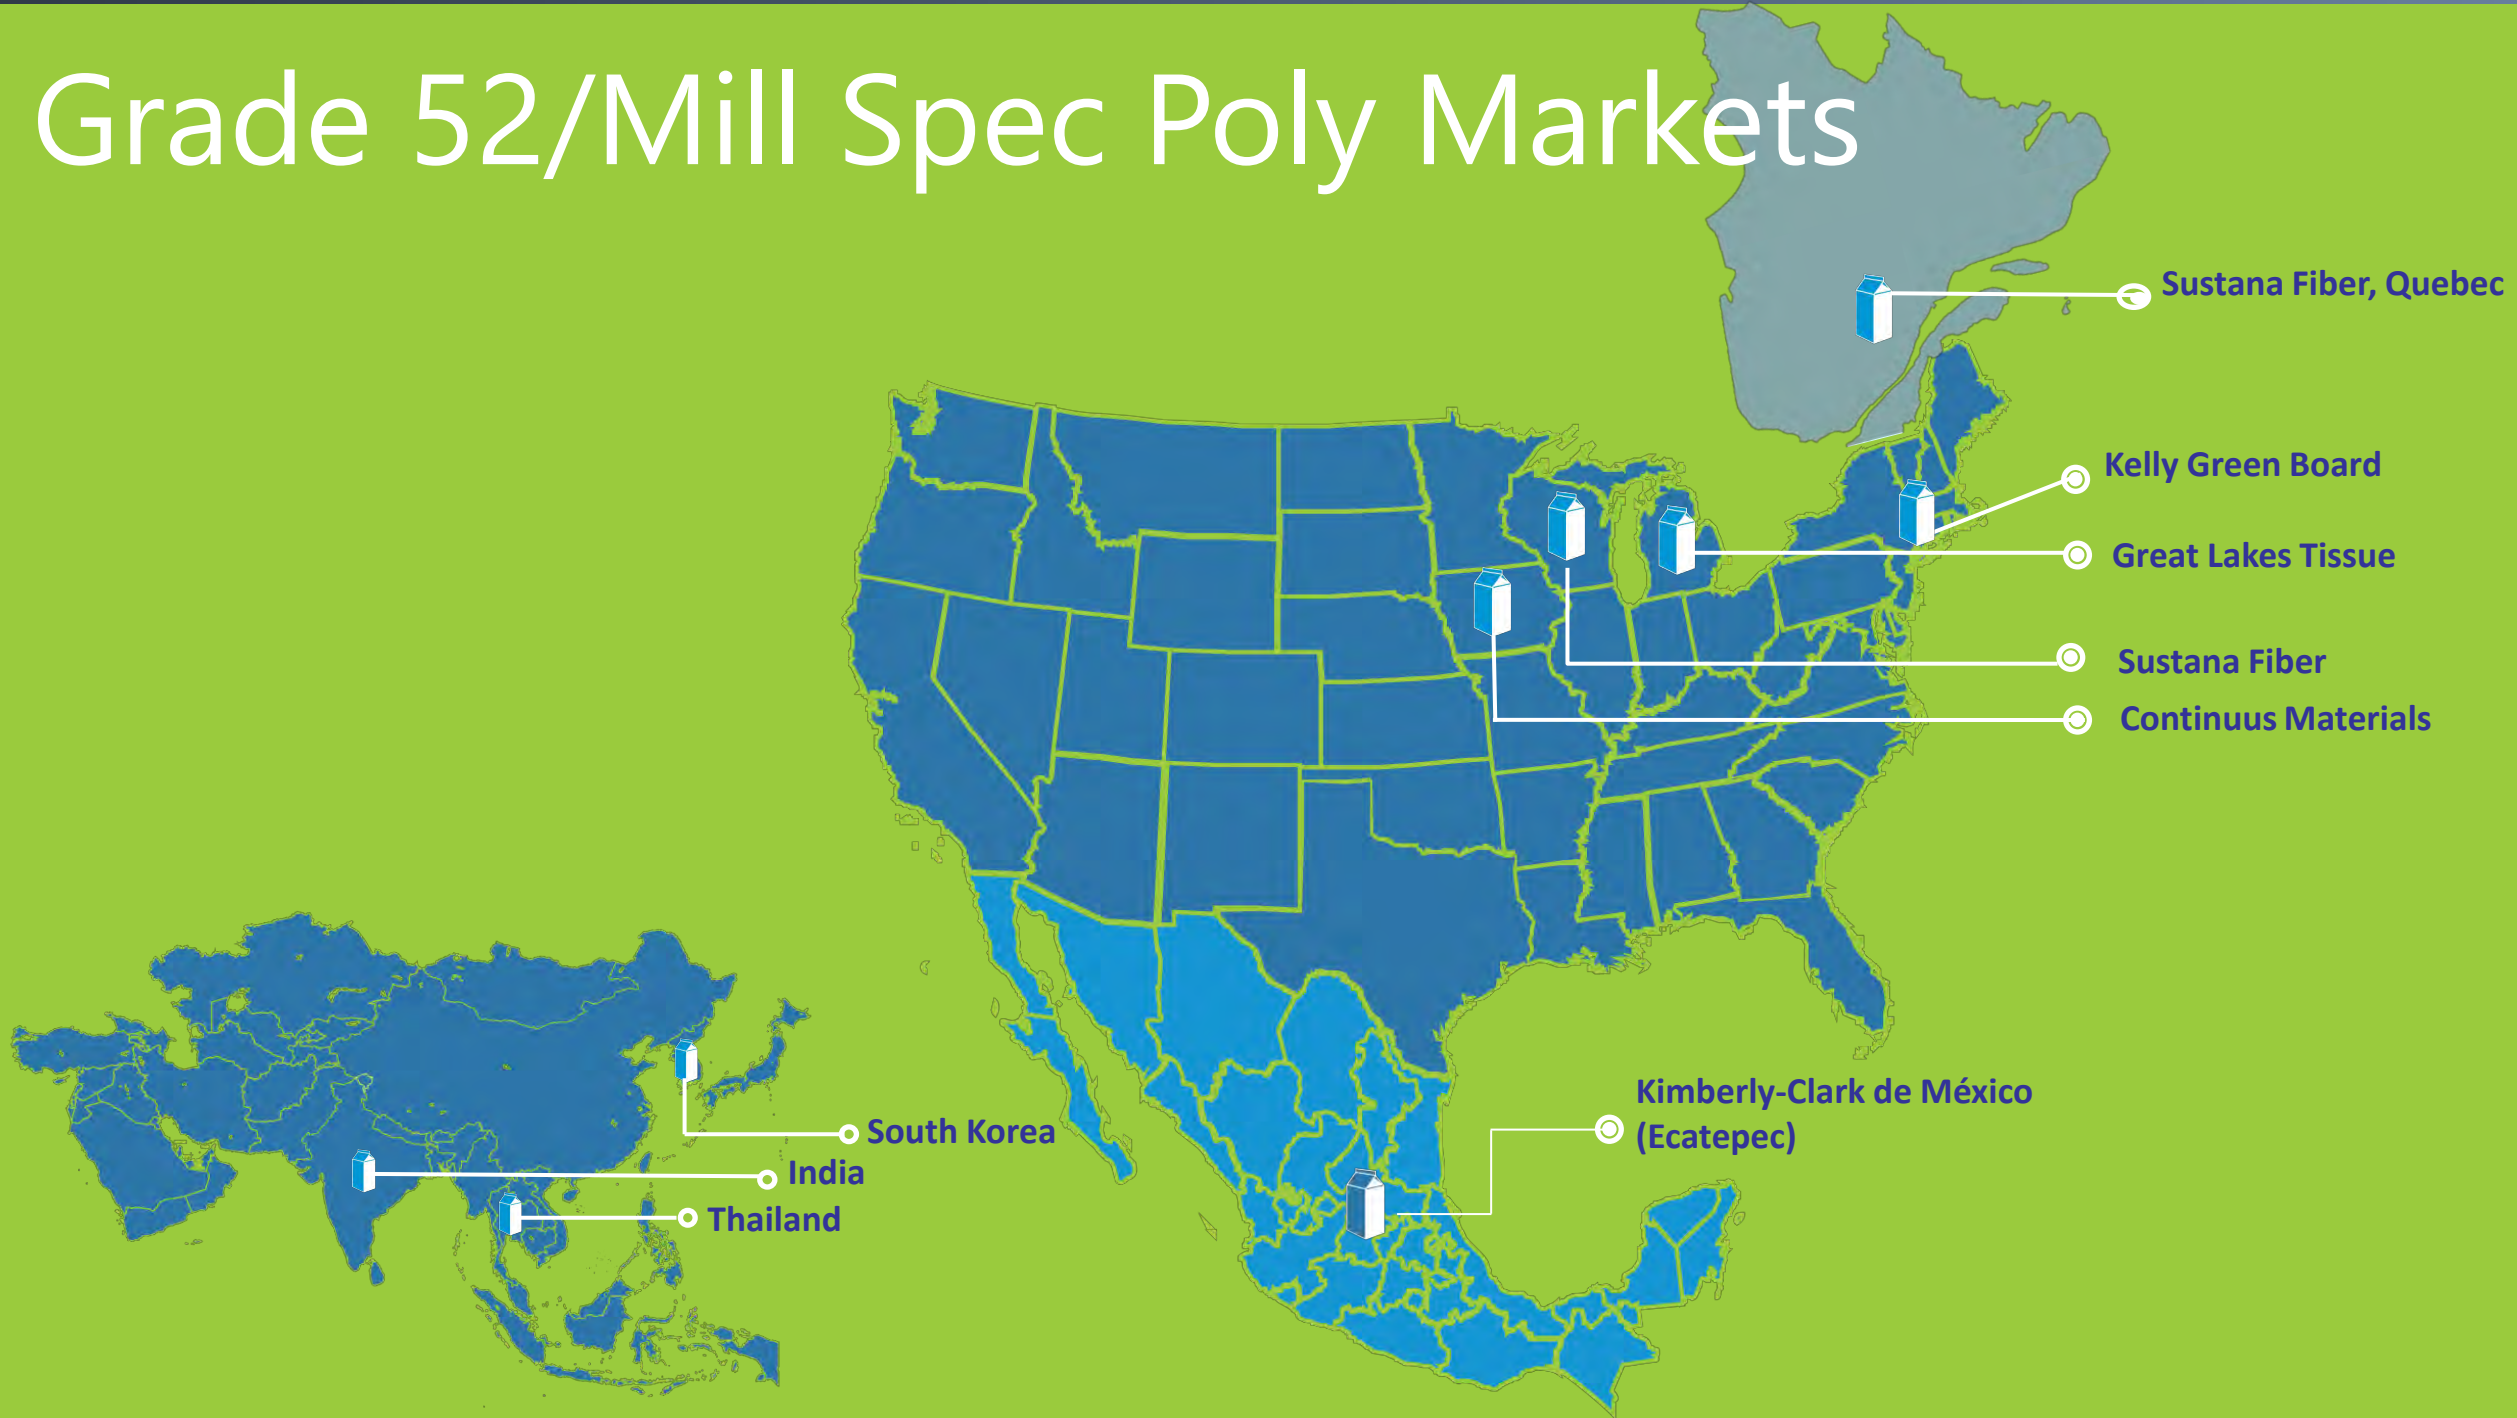 Grade 52/Mill Spec Poly Markets
Sustana Fiber, Quebec
Kelly Green Board
Great Lakes Tissue
Sustana Fiber
Continuus Materials
Kimberly-Clark de México
(Ecatepec)
South Korea
India
Thailand